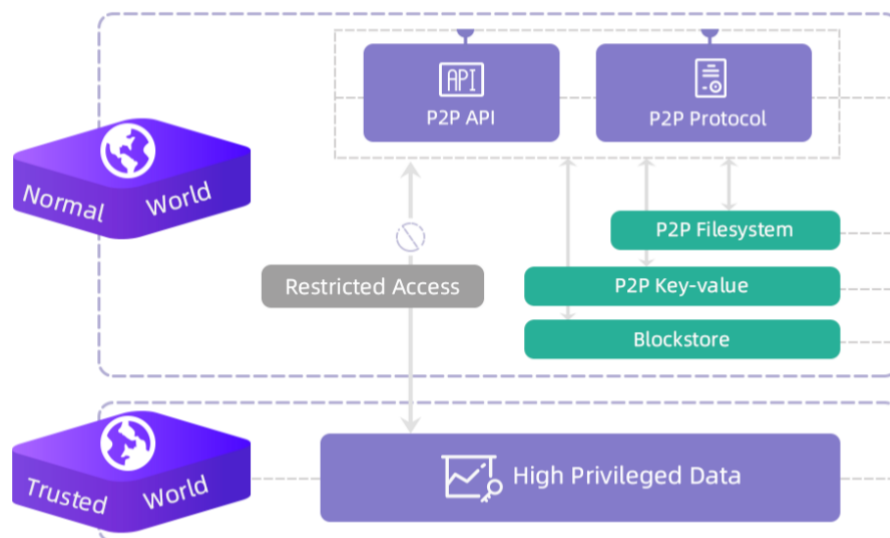 API
P2P API
P2P Protocol
Normal World
P2P Filesystem
Restricted Access
P2P Key-value
Blockstore
High Privileged Data
Trusted World